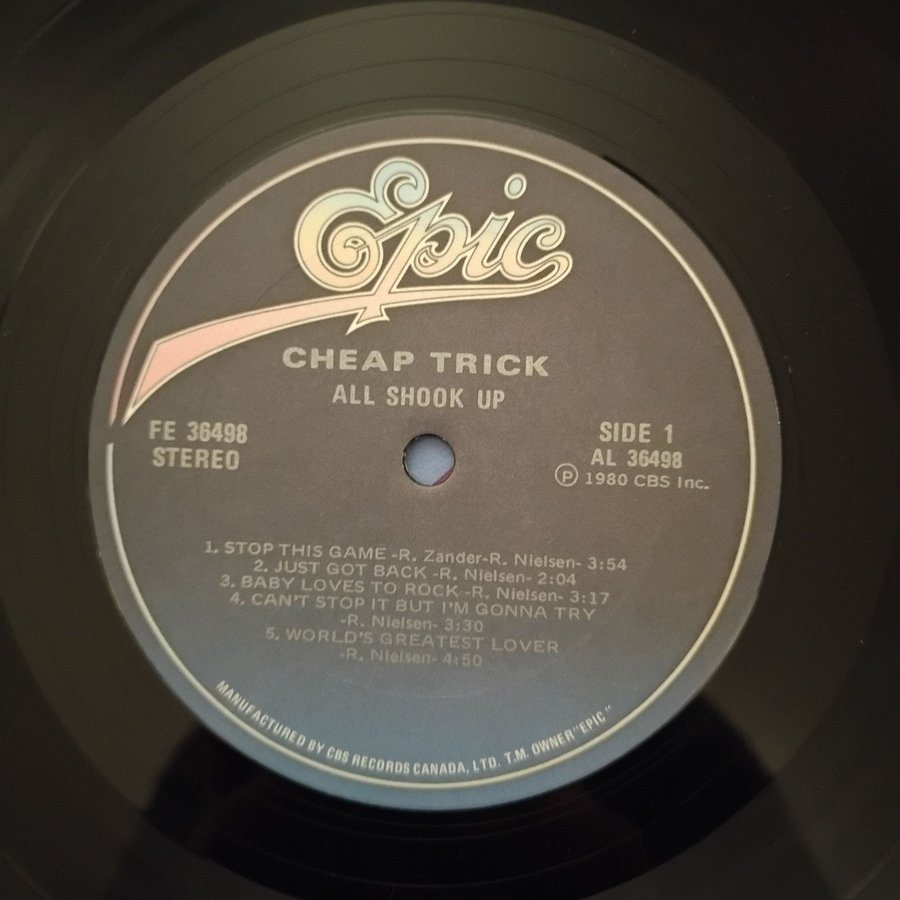 Epic
CHEAP TRICK
ALL SHOOK UP
FE 36498
STEREO
SIDE 1
AL 36498
Ⓟ 1980 CBS Inc.
1. STOP THIS GAME -R. Zander-R. Nielsen- 3:54
2. JUST GOT BACK -R. Nielsen- 2:04
3. BABY LOVES TO ROCK -R. Nielsen- 3:17
4. CAN'T STOP IT BUT I'M GONNA TRY
-R. Nielsen- 3:30
5. WORLD'S GREATEST LOVER
-R. Nielsen- 4:50
MANUFACTURED BY CBS RECORDS CANADA, LTD. T.M. OWNER "EPIC"